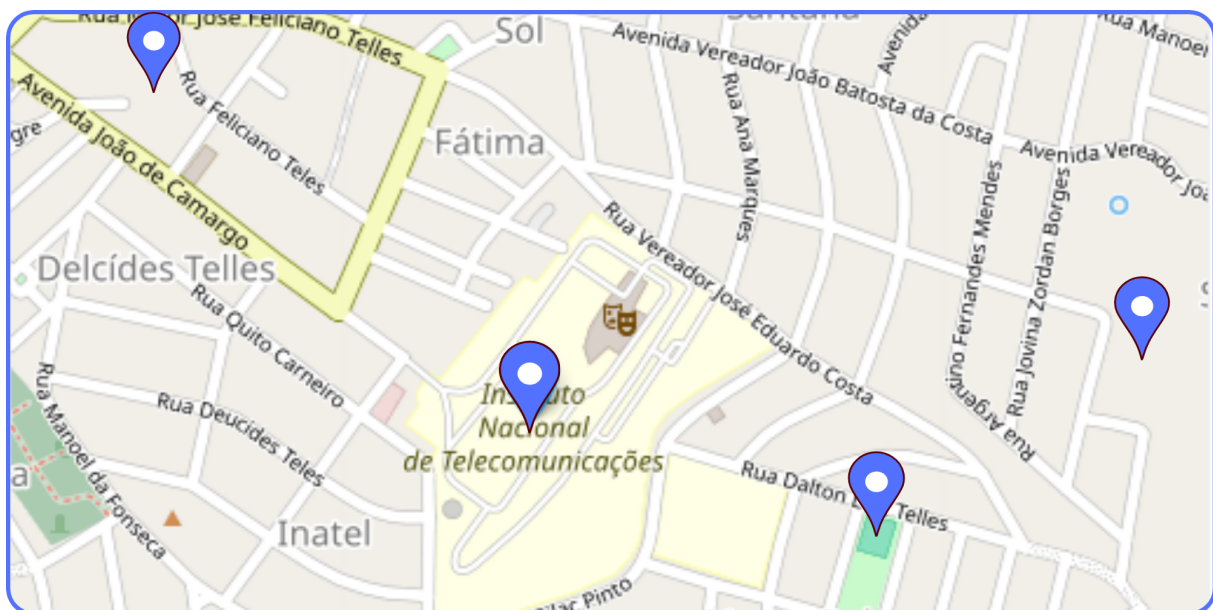 Sol
Santana
Rua Manoel
José Feliciano Telles
Avenida Vereador João Batosta da Costa
Avenida
Rua Feliciano Teles
Rua Ana Marques
Avenida João de Camargo
Fátima
Avenida Vereador
Rua Vereador José Eduardo Costa
Rua Argentino Fernandes Mendes
Rua Jovina Zordan Borges
Delcídes Telles
Rua Quito Carneiro
Nacional
de Telecomunicações
Rua Manoel da Fonseca
Rua Deucides Teles
Rua Dalton
Telles
Inatel
Pinto